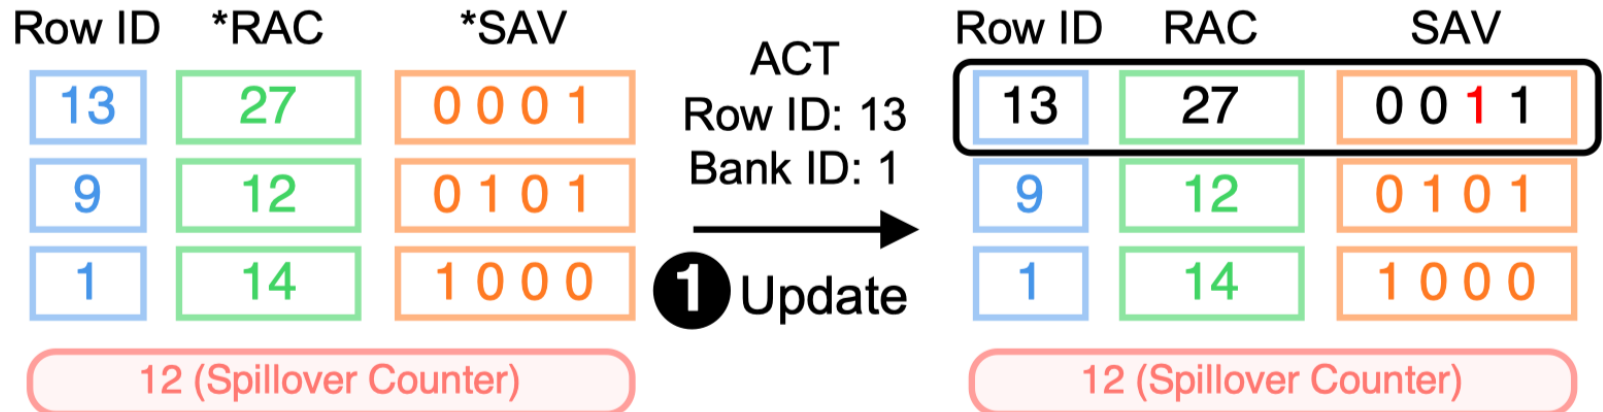 Row ID *RAC *SAV
13 27 0 0 0 1
9 12 0 1 0 1
1 14 1 0 0 0
12 (Spillover Counter)
ACT
Row ID: 13
Bank ID: 1
1 Update
Row ID RAC SAV
13 27 0 0 1 1
9 12 0 1 0 1
1 14 1 0 0 0
12 (Spillover Counter)